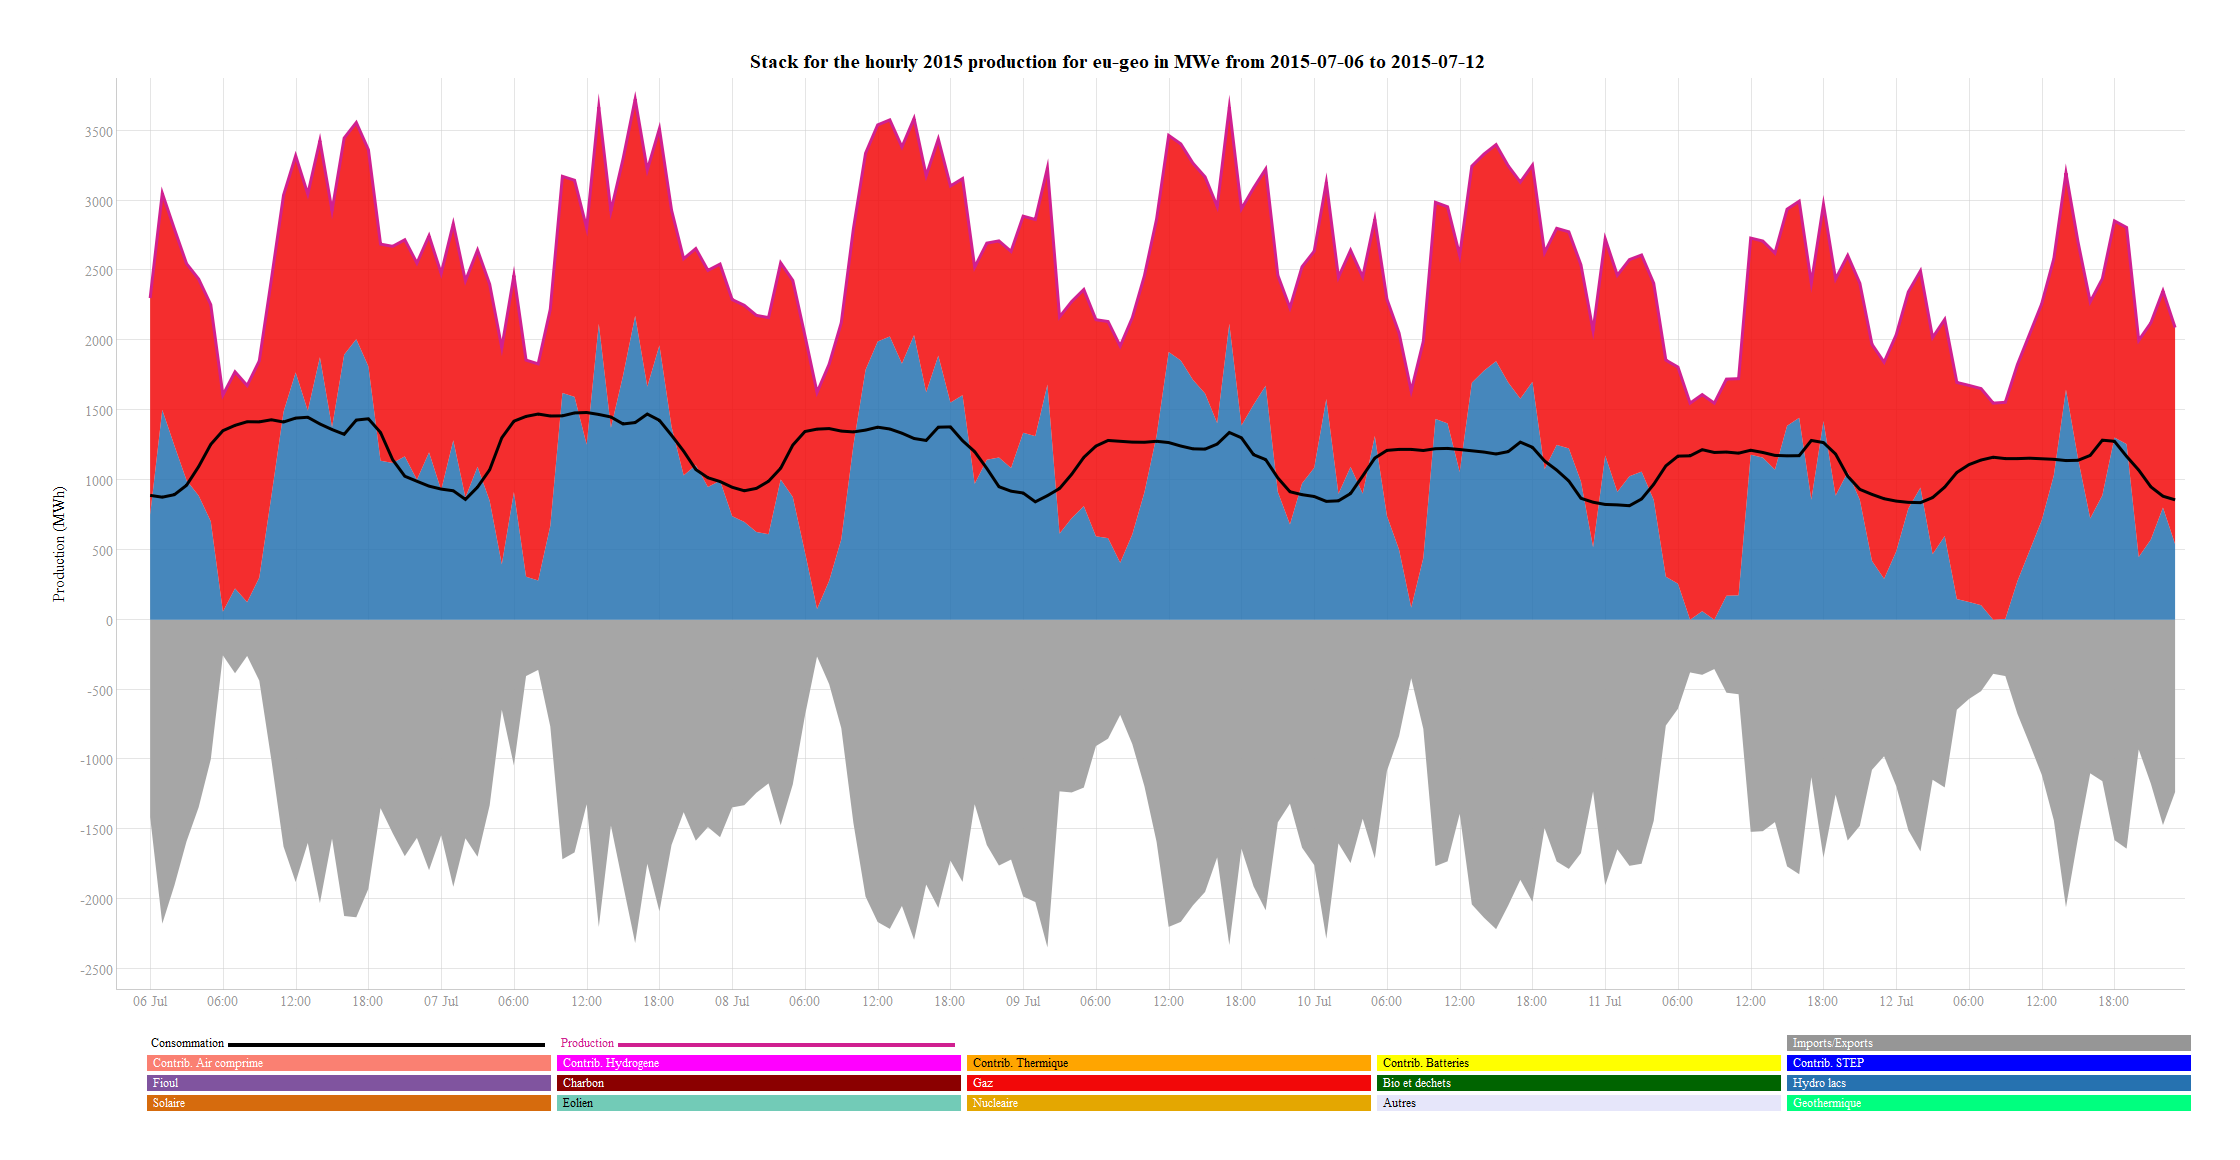 Stack for the hourly 2015 production for eu-geo in MWe from 2015-07-06 to 2015-07-12
Production (MWh)
3500
3000
2500
2000
1500
1000
500
0
-500
-1000
-1500
-2000
-2500
06 Jul 06:00 12:00 18:00 07 Jul 06:00 12:00 18:00 08 Jul 06:00 12:00 18:00 09 Jul 06:00 12:00 18:00 10 Jul 06:00 12:00 18:00 11 Jul 06:00 12:00 18:00 12 Jul 06:00 12:00 18:00
Consommation Production Imports/Exports
Contrib. Air comprime Contrib. Hydrogene Contrib. Thermique Contrib. Batteries Contrib. STEP
Fioul Charbon Gaz Bio et dechets Hydro lacs
Solaire Eolien Nucleaire Autres Geothermique